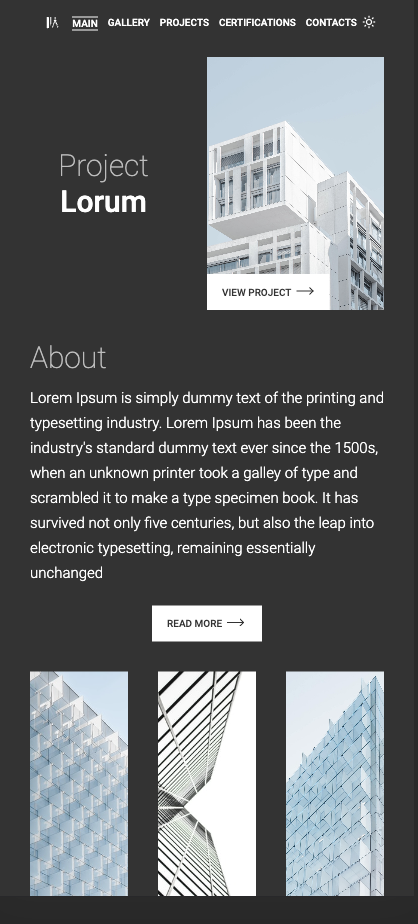 MAIN GALLERY PROJECTS CERTIFICATIONS CONTACTS
Project
Lorum
VIEW PROJECT
About
Lorem Ipsum is simply dummy text of the printing and
typesetting industry. Lorem Ipsum has been the
industry's standard dummy text ever since the 1500s,
when an unknown printer took a galley of type and
scrambled it to make a type specimen book. It has
survived not only five centuries, but also the leap into
electronic typesetting, remaining essentially
unchanged
READ MORE